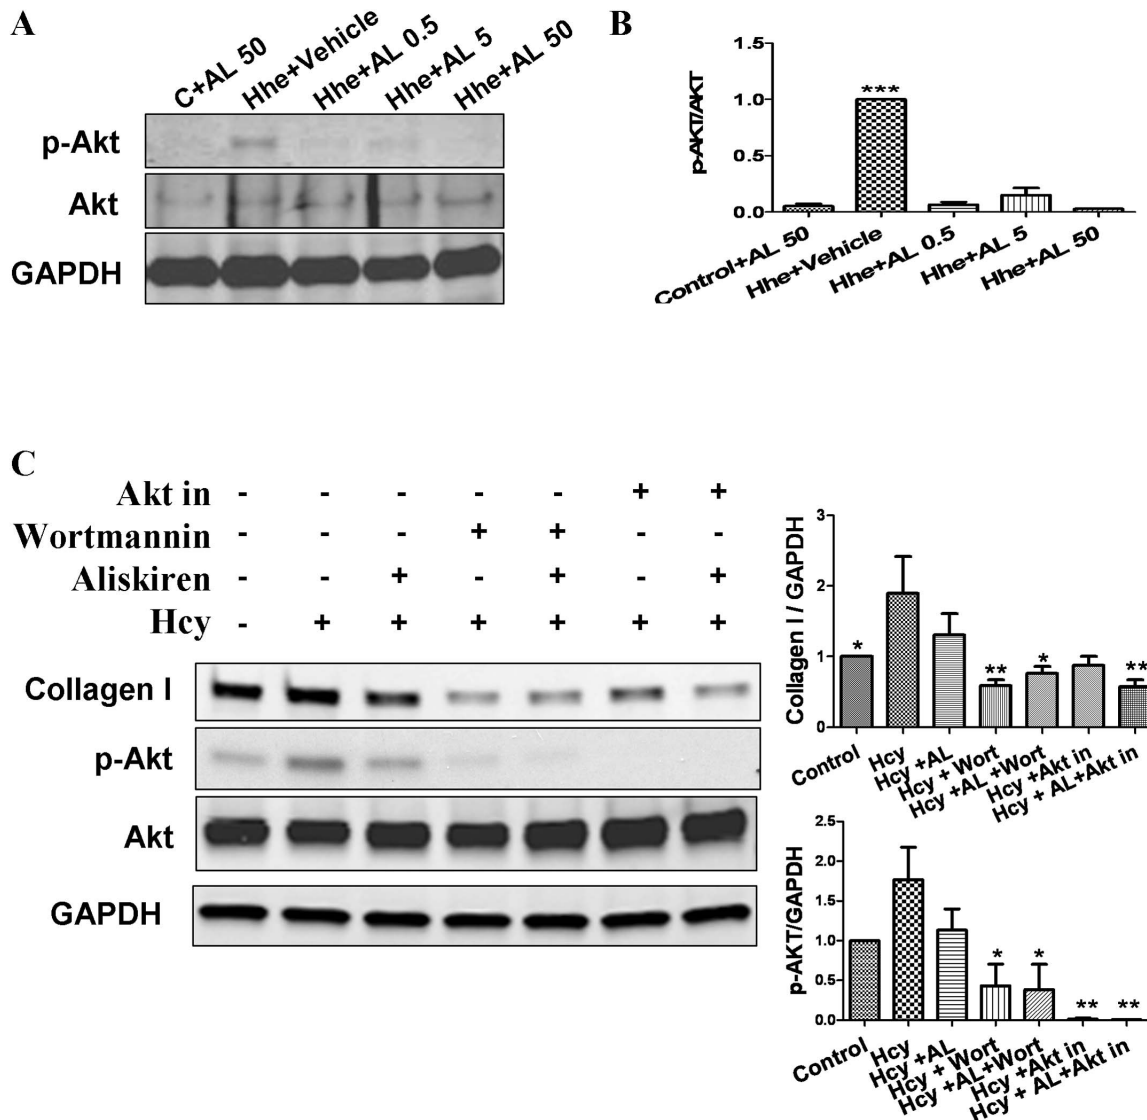 A
C+AL 50
Hhe+Vehicle
Hhe+AL 0.5
Hhe+AL 5
Hhe+AL 50
p-Akt
Akt
GAPDH
B
p-AKT/AKT
1.5
1.0
0.5
0.0
***
Control+AL 50
Hhe+Vehicle
Hhe+AL 0.5
Hhe+AL 5
Hhe+AL 50
C
Akt in - - - - - + +
Wortmannin - - - + + - -
Aliskiren - - + - + - +
Hcy - + + + + + +
Collagen I
p-Akt
Akt
GAPDH
Collagen I / GAPDH
3
2
1
0
* ** * **
Control
Hcy
Hcy +AL
Hcy + Wort
Hcy +AL +Wort
Hcy +Akt in
Hcy + AL+Akt in
p-AKT/GAPDH
2.5
2.0
1.5
1.0
0.5
0.0
* * ** **
Control
Hcy
Hcy +AL
Hcy + Wort
Hcy +AL+Wort
Hcy +Akt in
Hcy + AL+Akt in